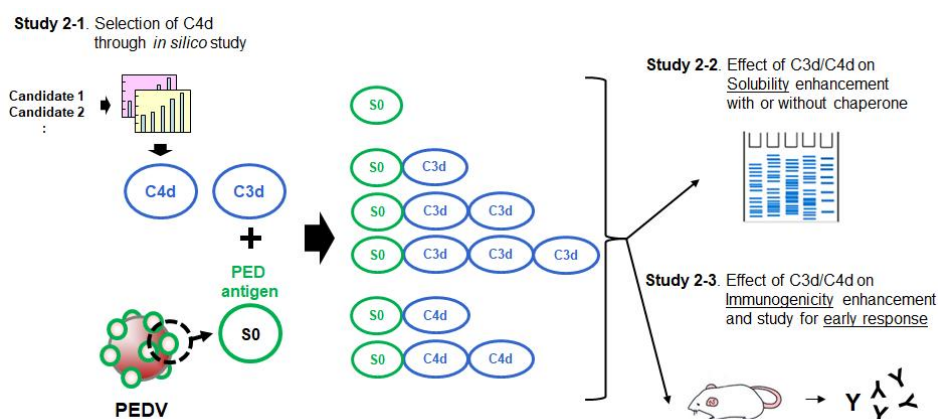 Study 2-1. Selection of C4d
through in silico study
Candidate 1
Candidate 2
:
C4d
C3d
+
PED
antigen
S0
PEDV
S0
S0 C3d
S0 C3d C3d
S0 C3d C3d C3d
S0 C4d
S0 C4d C4d
Study 2-2. Effect of C3d/C4d on
Solubility enhancement
with or without chaperone
Study 2-3. Effect of C3d/C4d on
Immunogenicity enhancement
and study for early response